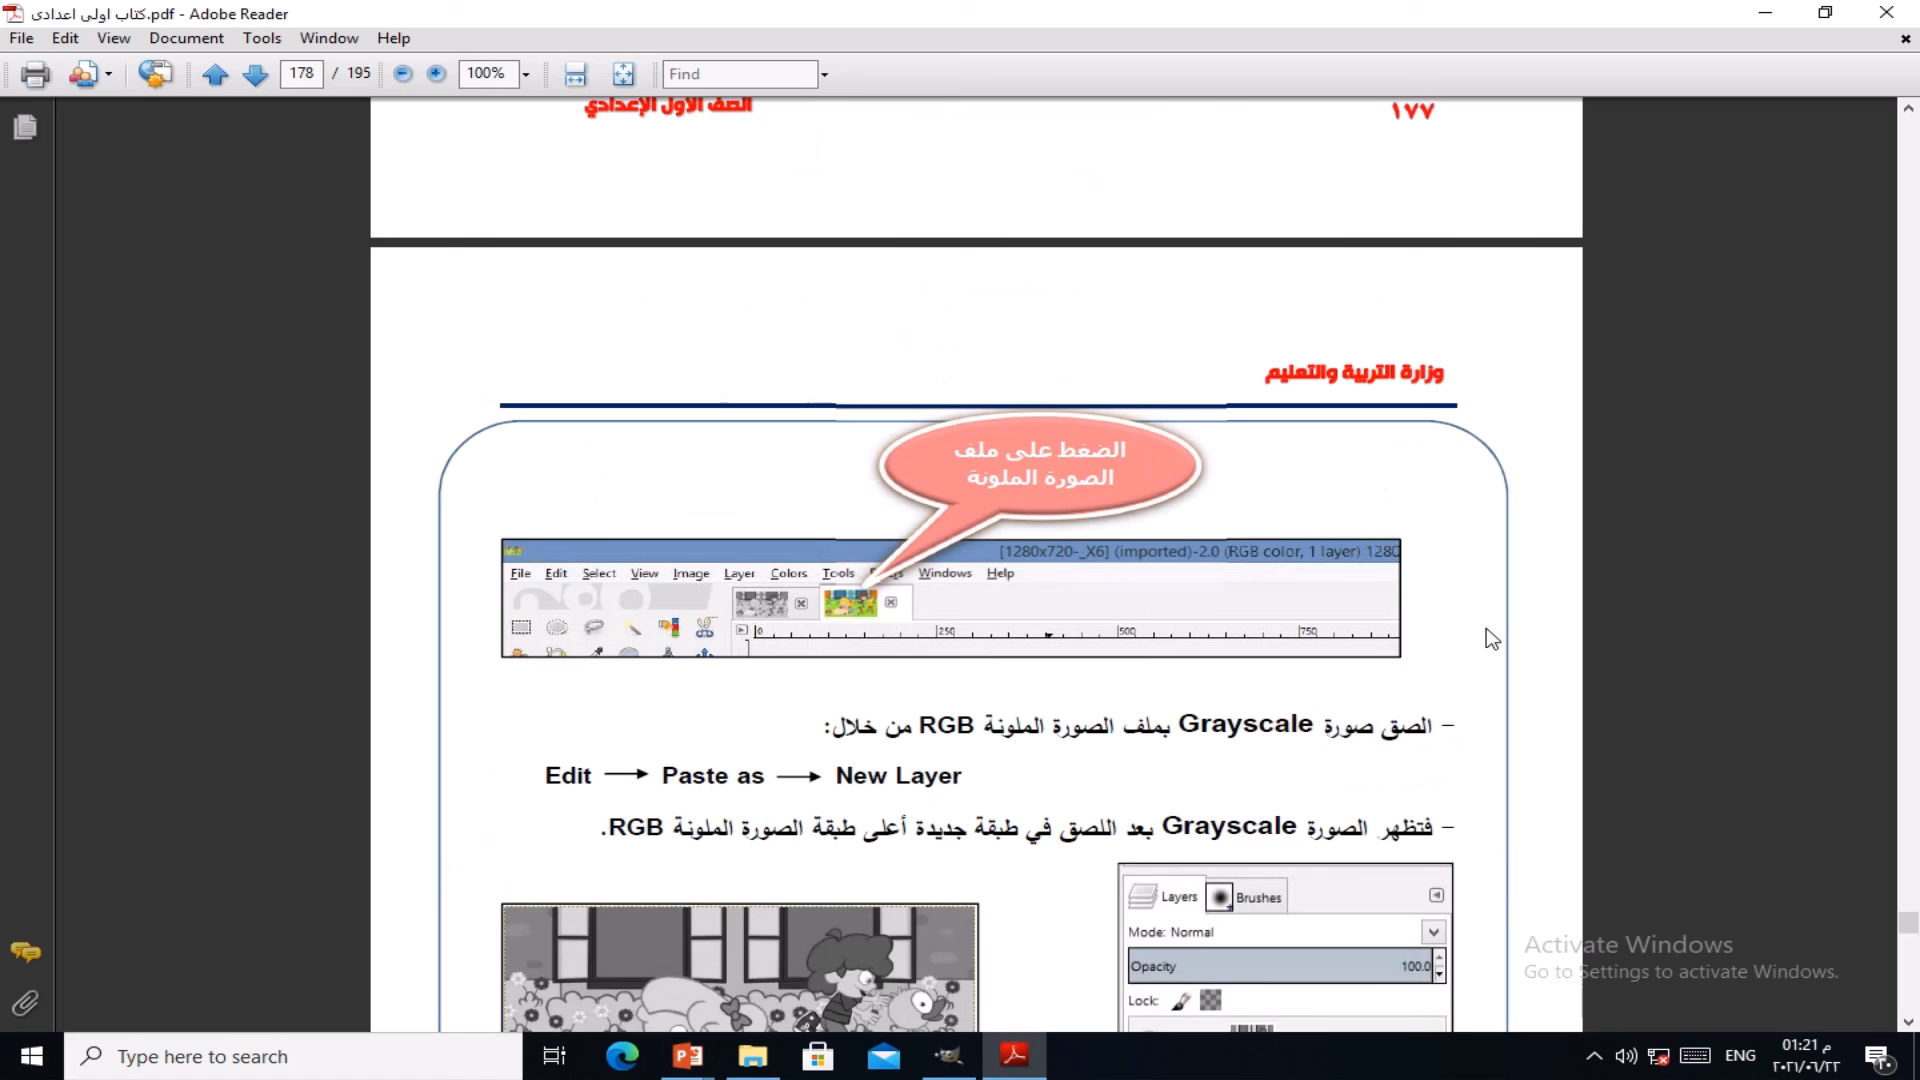 كتاب اولى اعدادى.pdf - Adobe Reader
File Edit View Document Tools Window Help
178 / 195 100% Find
الصف الأول الإعدادي
١٧٧
وزارة التربية والتعليم
الضغط على ملف
الصورة الملونة
[1280x720-_X6] (imported)-2.0 (RGB color, 1 layer) 1280
File Edit Select View Image Layer Colors Tools Windows Help
0 250 500 750
– الصق صورة Grayscale بملف الصورة الملونة RGB من خلال:
Edit → Paste as → New Layer
– فتظهر الصورة Grayscale بعد اللصق في طبقة جديدة أعلى طبقة الصورة الملونة RGB.
Layers Brushes
Mode: Normal
Opacity 100.0
Lock:
Activate Windows
Go to Settings to activate Windows.
Type here to search
ENG
01:21 م
٢٠٢١/٠٦/٢٢